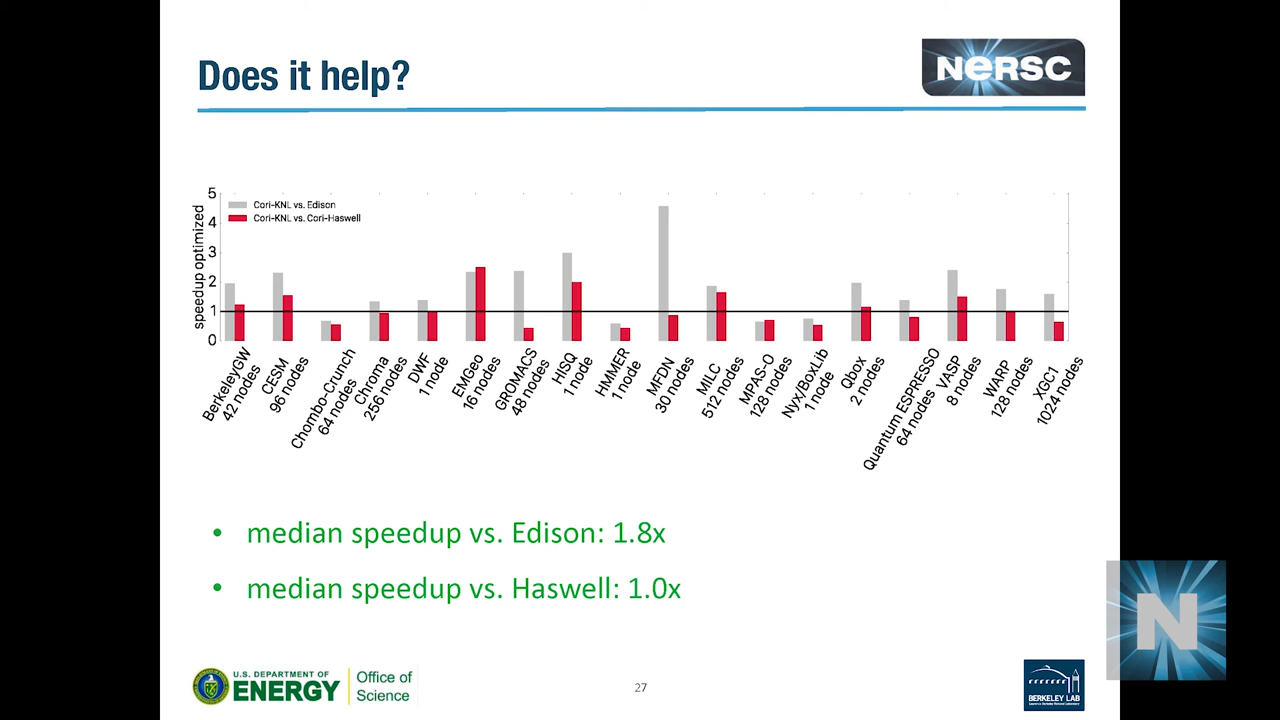 Does it help?
NeRSC
speedup optimized
5
4
3
2
1
0
Cori-KNL vs. Edison
Cori-KNL vs. Cori-Haswell
BerkeleyGW
42 nodes
CESM
96 nodes
Chombo-Crunch
64 nodes
Chroma
256 nodes
DWF
1 node
EMGeo
16 nodes
GROMACS
48 nodes
HISQ
1 node
HMMER
1 node
MFDN
30 nodes
MILC
512 nodes
MPAS-O
128 nodes
Nyx/BoxLib
1 node
Qbox
2 nodes
Quantum ESPRESSO
64 nodes
VASP
8 nodes
WARP
128 nodes
XGC1
1024 nodes
• median speedup vs. Edison: 1.8x
• median speedup vs. Haswell: 1.0x
U.S. DEPARTMENT OF
ENERGY
Office of
Science
27
BERKELEY LAB
Lawrence Berkeley National Laboratory
N